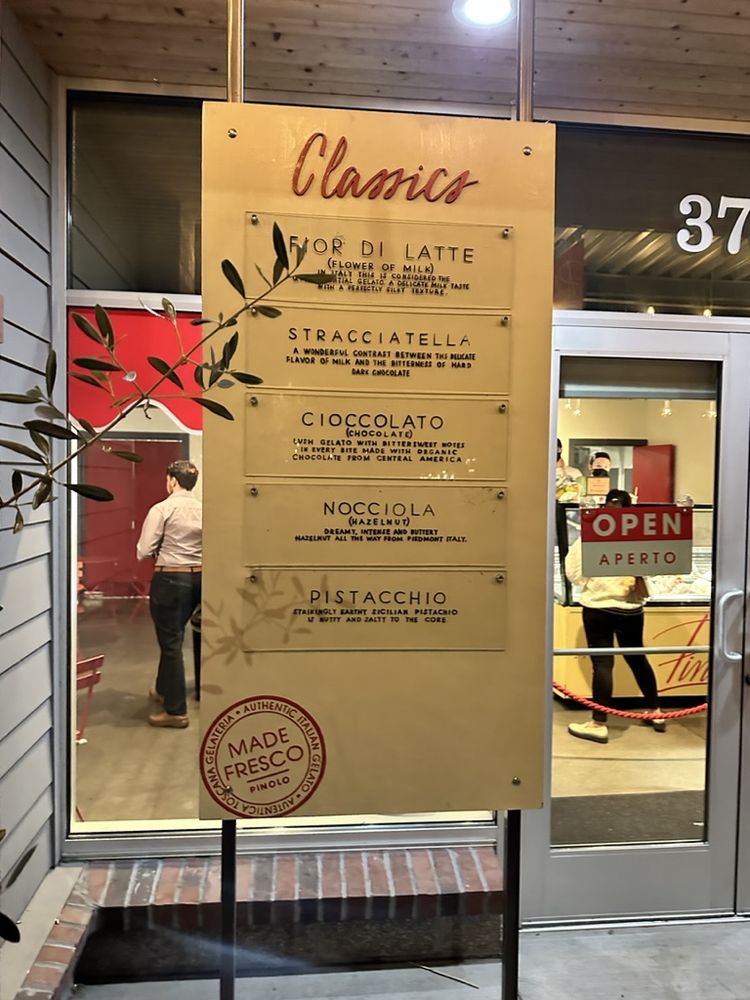 Classics
FIOR DI LATTE
(FLOWER OF MILK)
IN ITALY THIS IS CONSIDERED THE
GELATO. A DELICATE MILK TASTE
WITH A PERFECTLY SILKY TEXTURE.
STRACCIATELLA
A WONDERFUL CONTRAST BETWEEN THE DELICATE
FLAVOR OF MILK AND THE BITTERNESS OF HARD
DARK CHOCOLATE
CIOCCOLATO
(CHOCOLATE)
LUSH GELATO WITH BITTERSWEET NOTES
IN EVERY BITE MADE WITH ORGANIC
CHOCOLATE FROM CENTRAL AMERICA
NOCCIOLA
(HAZELNUT)
DREAMY, INTENSE AND BUTTERY
HAZELNUT ALL THE WAY FROM PIEDMONT ITALY.
PISTACCHIO
STRIKINGLY EARTHY SICILIAN PISTACHIO
IS NUTTY AND SALTY TO THE CORE
AUTHENTIC ITALIAN GELATO • AUTENTICA TOSCANA GELATERIA •
MADE
FRESCO
PINOLO
37
OPEN
APERTO